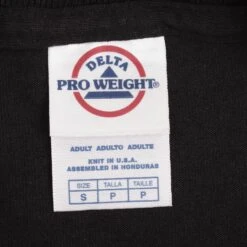 DELTA
PRO WEIGHT®
ADULT ADULTO ADULTE
KNIT IN U.S.A.
ASSEMBLED IN HONDURAS
SIZE TALLA TAILLE
S P P